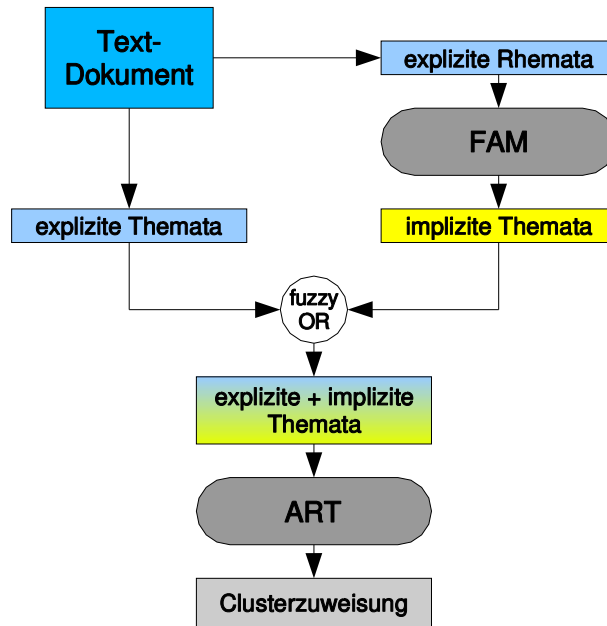 Text-
Dokument
explizite Rhemata
FAM
explizite Themata
implizite Themata
fuzzy
OR
explizite + implizite
Themata
ART
Clusterzuweisung